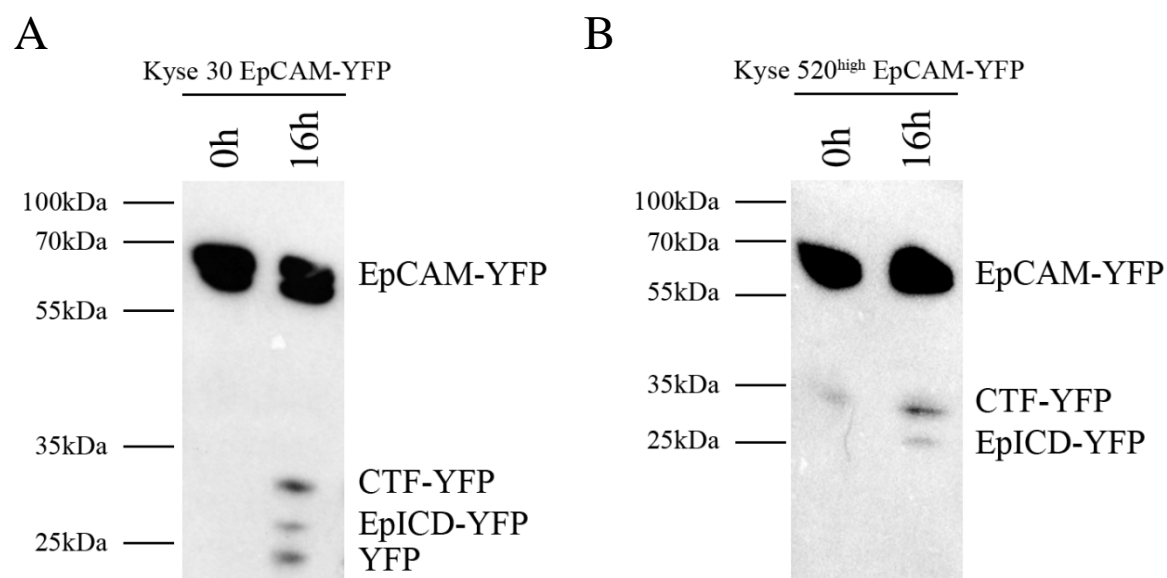 A
Kyse 30 EpCAM-YFP
0h
16h
100kDa
70kDa
EpCAM-YFP
55kDa
35kDa
CTF-YFP
EpICD-YFP
25kDa
YFP
B
Kyse 520high EpCAM-YFP
0h
16h
100kDa
70kDa
EpCAM-YFP
55kDa
35kDa
CTF-YFP
25kDa
EpICD-YFP